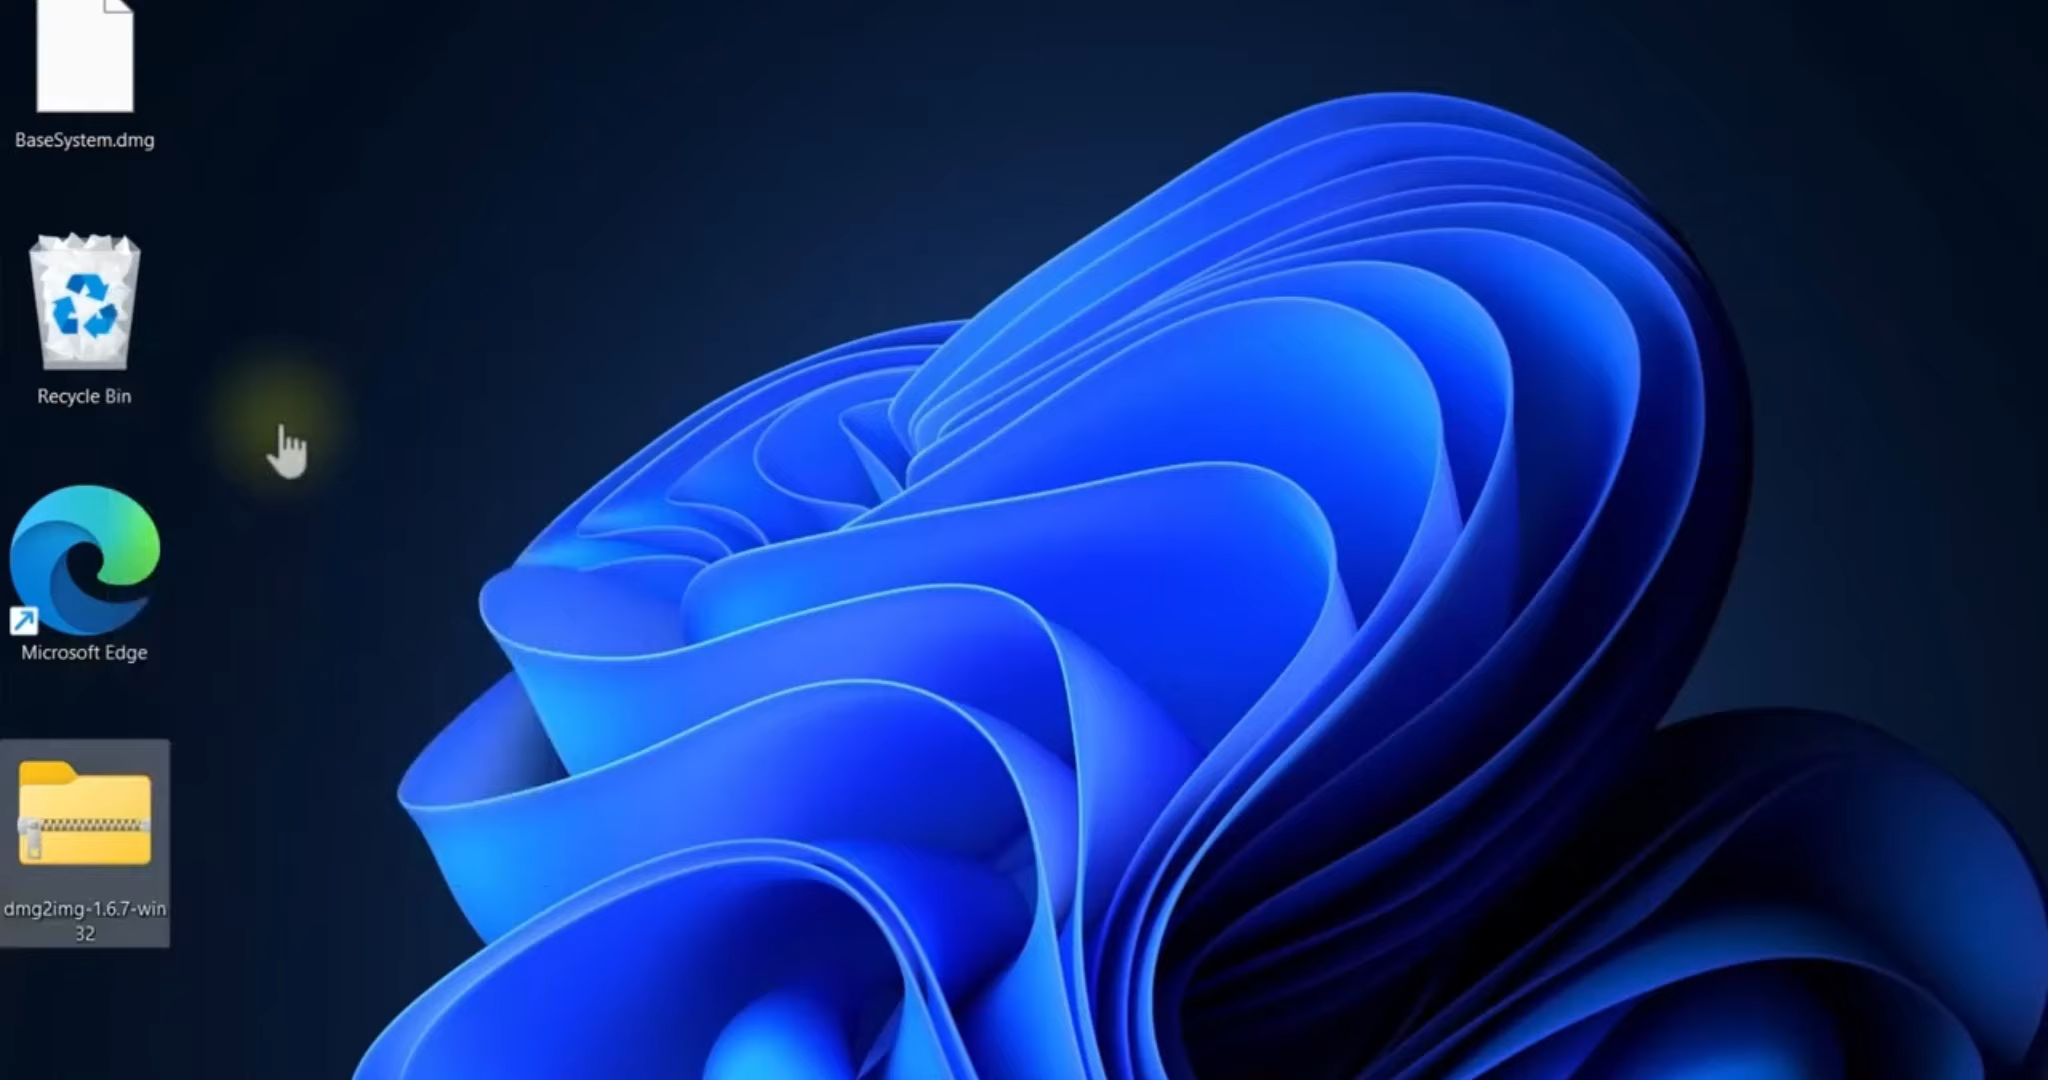 BaseSystem.dmg
Recycle Bin
Microsoft Edge
dmg2img-1.6.7-win
32